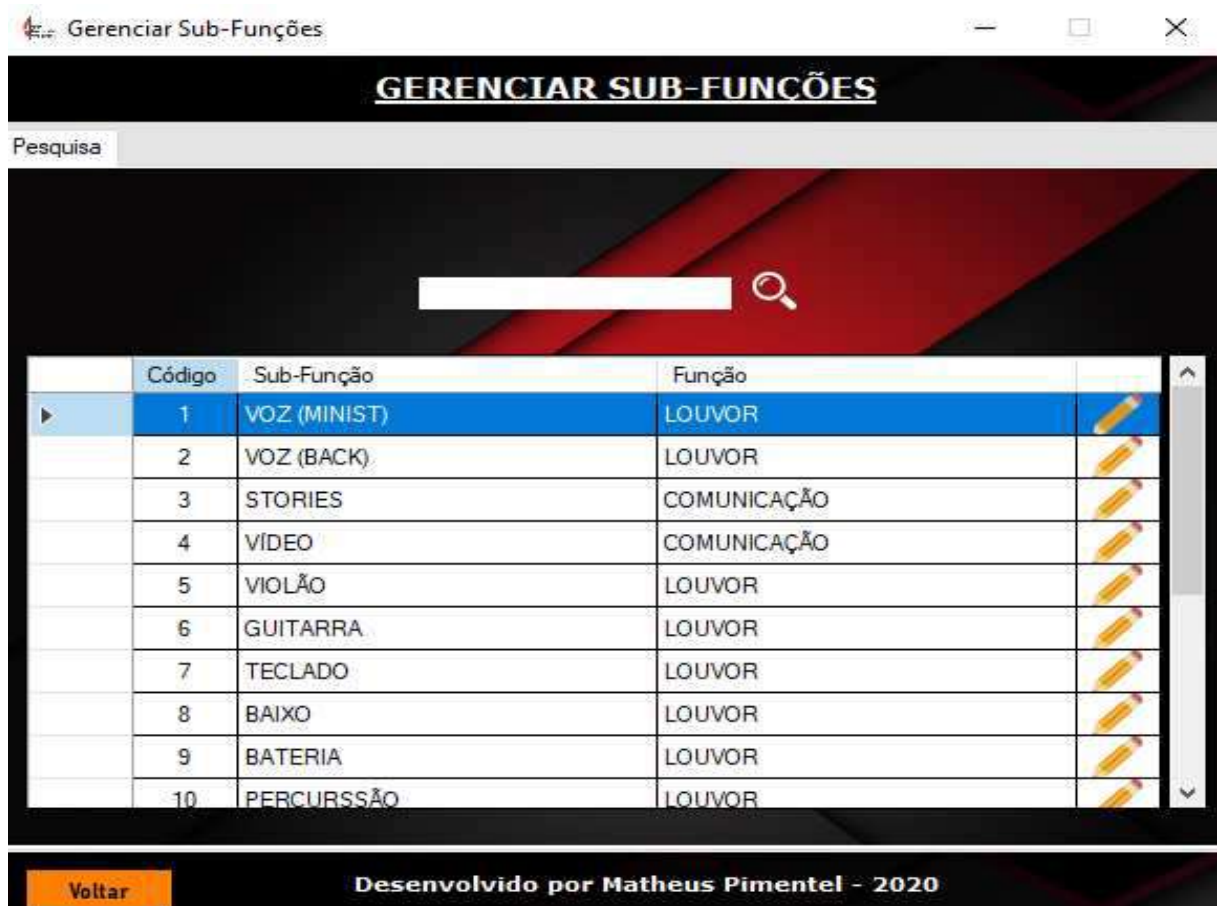 Gerenciar Sub-Funções
GERENCIAR SUB-FUNÇÕES
Pesquisa
Código Sub-Função Função
1 VOZ (MINIST) LOUVOR
2 VOZ (BACK) LOUVOR
3 STORIES COMUNICAÇÃO
4 VÍDEO COMUNICAÇÃO
5 VIOLÃO LOUVOR
6 GUITARRA LOUVOR
7 TECLADO LOUVOR
8 BAIXO LOUVOR
9 BATERIA LOUVOR
10 PERCURSSÃO LOUVOR
Voltar Desenvolvido por Matheus Pimentel - 2020